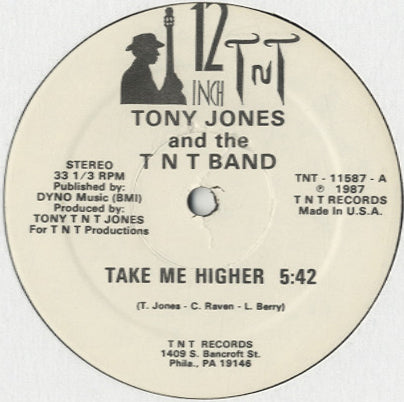 12
INCH
TNT
TONY JONES
and the
T N T BAND
STEREO
33 1/3 RPM
Published by:
DYNO Music (BMI)
Produced by:
TONY T N T JONES
For T N T Productions
TNT - 11587 - A
℗ 1987
T N T RECORDS
Made In U.S.A.
TAKE ME HIGHER 5:42
(T. Jones - C. Raven - L. Berry)
T N T RECORDS
1409 S. Bancroft St.
Phila., PA 19146